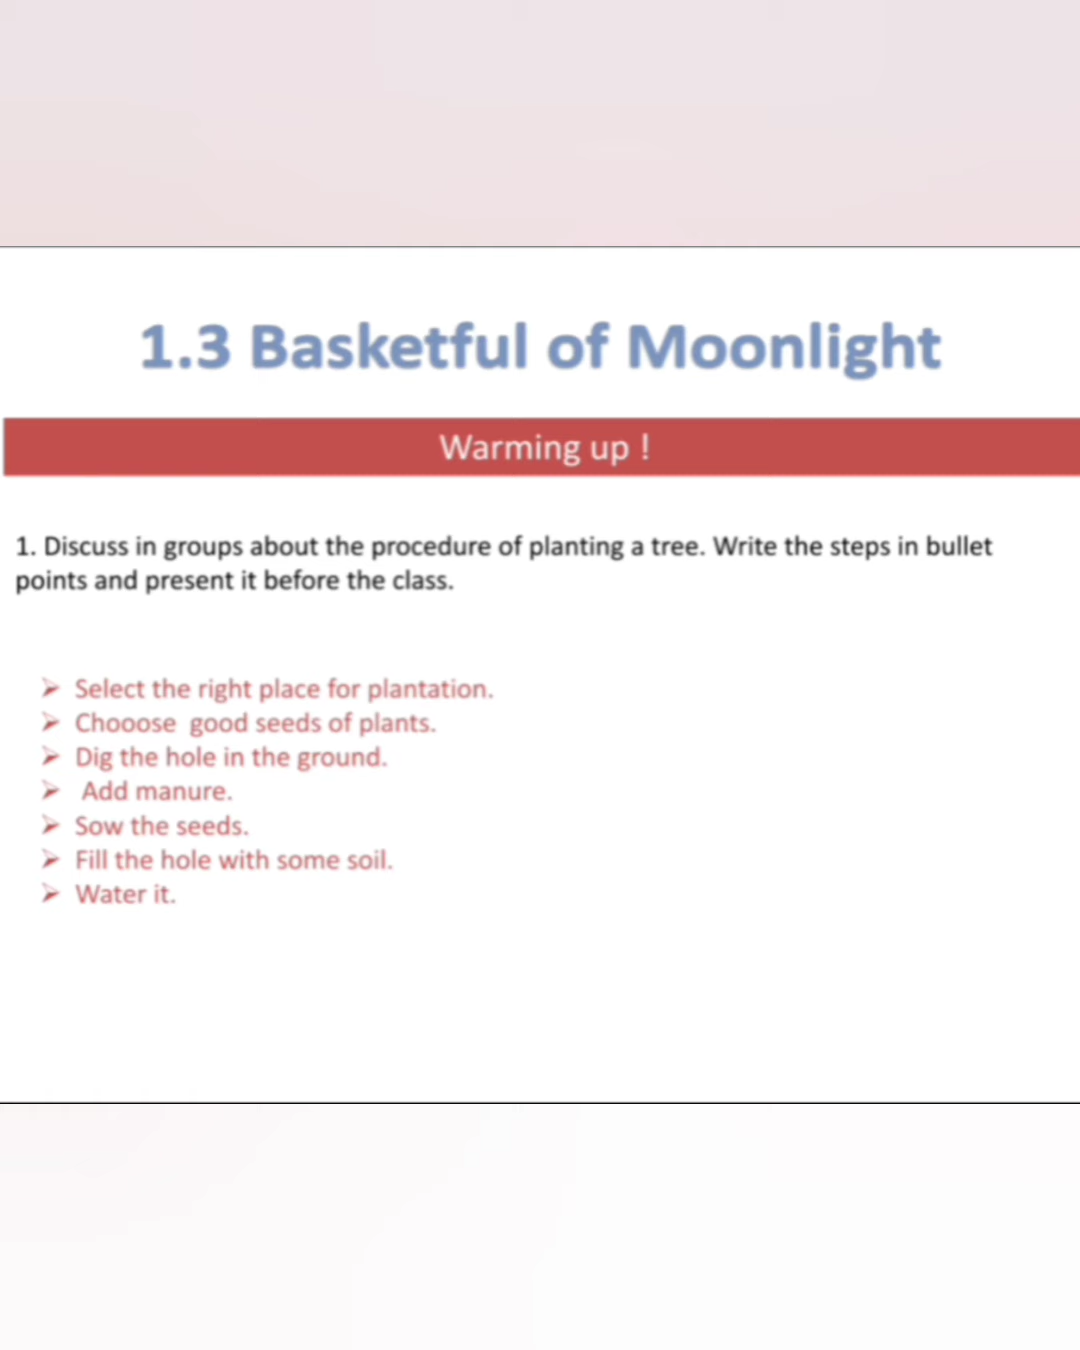 1.3 Basketful of Moonlight
Warming up !
1. Discuss in groups about the procedure of planting a tree. Write the steps in bullet
points and present it before the class.
➢ Select the right place for plantation.
➢ Chooose  good seeds of plants.
➢ Dig the hole in the ground.
➢ Add manure.
➢ Sow the seeds.
➢ Fill the hole with some soil.
➢ Water it.